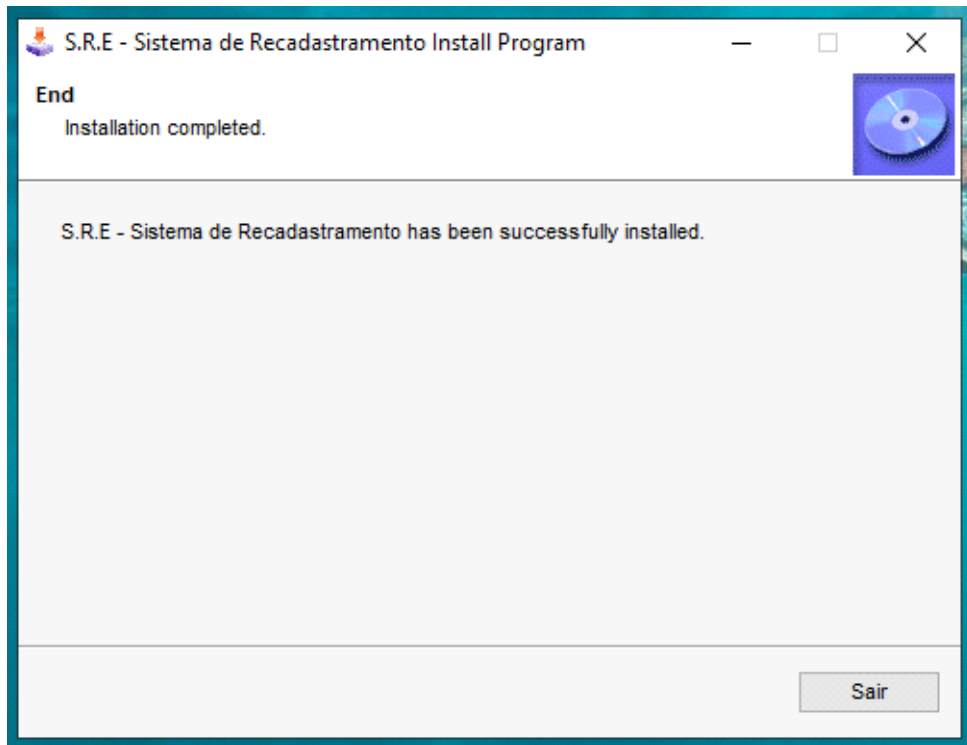 S.R.E - Sistema de Recadastramento Install Program
End
Installation completed.
S.R.E - Sistema de Recadastramento has been successfully installed.
Sair